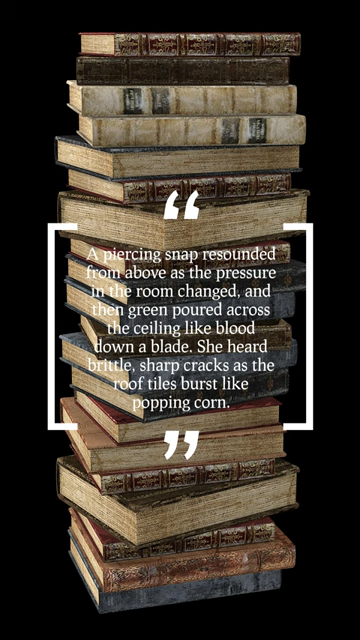 “
A piercing snap resounded
from above as the pressure
in the room changed, and
then green poured across
the ceiling like blood
down a blade. She heard
brittle, sharp cracks as the
roof tiles burst like
popping corn.
”